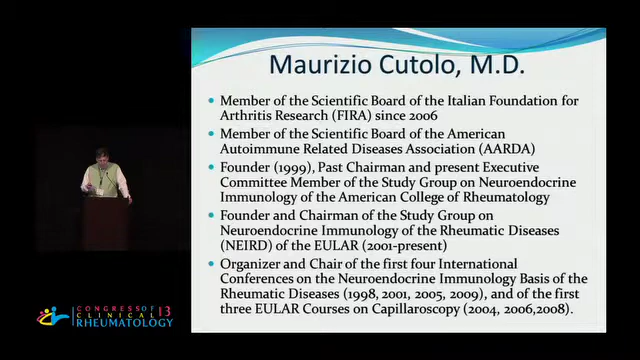 Maurizio Cutolo, M.D.
• Member of the Scientific Board of the Italian Foundation for
Arthritis Research (FIRA) since 2006
• Member of the Scientific Board of the American
Autoimmune Related Diseases Association (AARDA)
• Founder (1999), Past Chairman and present Executive
Committee Member of the Study Group on Neuroendocrine
Immunology of the American College of Rheumatology
• Founder and Chairman of the Study Group on
Neuroendocrine Immunology of the Rheumatic Diseases
(NEIRD) of the EULAR (2001-present)
• Organizer and Chair of the first four International
Conferences on the Neuroendocrine Immunology Basis of the
Rheumatic Diseases (1998, 2001, 2005, 2009), and of the first
three EULAR Courses on Capillaroscopy (2004, 2006,2008).
CONGRESS OF 13
CLINICAL
RHEUMATOLOGY